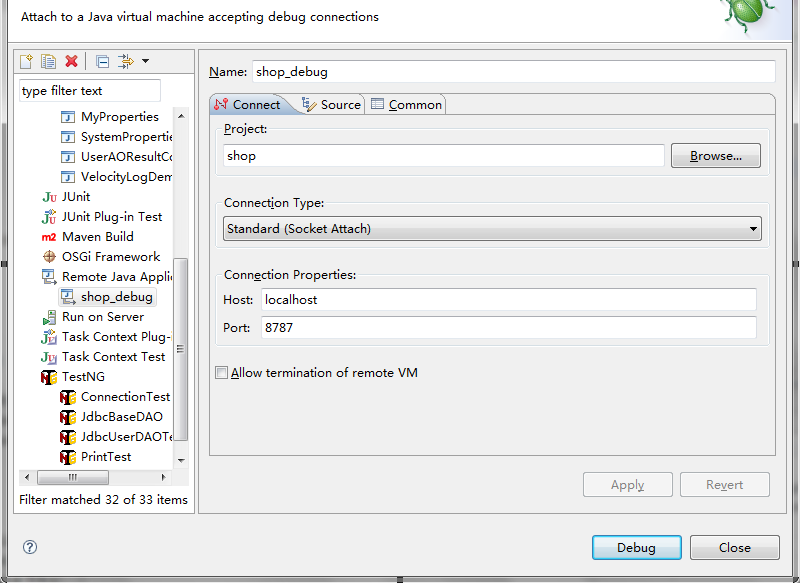 Attach to a Java virtual machine accepting debug connections
type filter text
MyProperties
SystemPropertie
UserAOResultCo
VelocityLogDem
JUnit
JUnit Plug-in Test
Maven Build
OSGi Framework
Remote Java Applic
shop_debug
Run on Server
Task Context Plug-
Task Context Test
TestNG
ConnectionTest
JdbcBaseDAO
JdbcUserDAOTe
PrintTest
Filter matched 32 of 33 items
Name: shop_debug
Connect Source Common
Project:
shop Browse...
Connection Type:
Standard (Socket Attach)
Connection Properties:
Host: localhost
Port: 8787
Allow termination of remote VM
Apply Revert
Debug Close